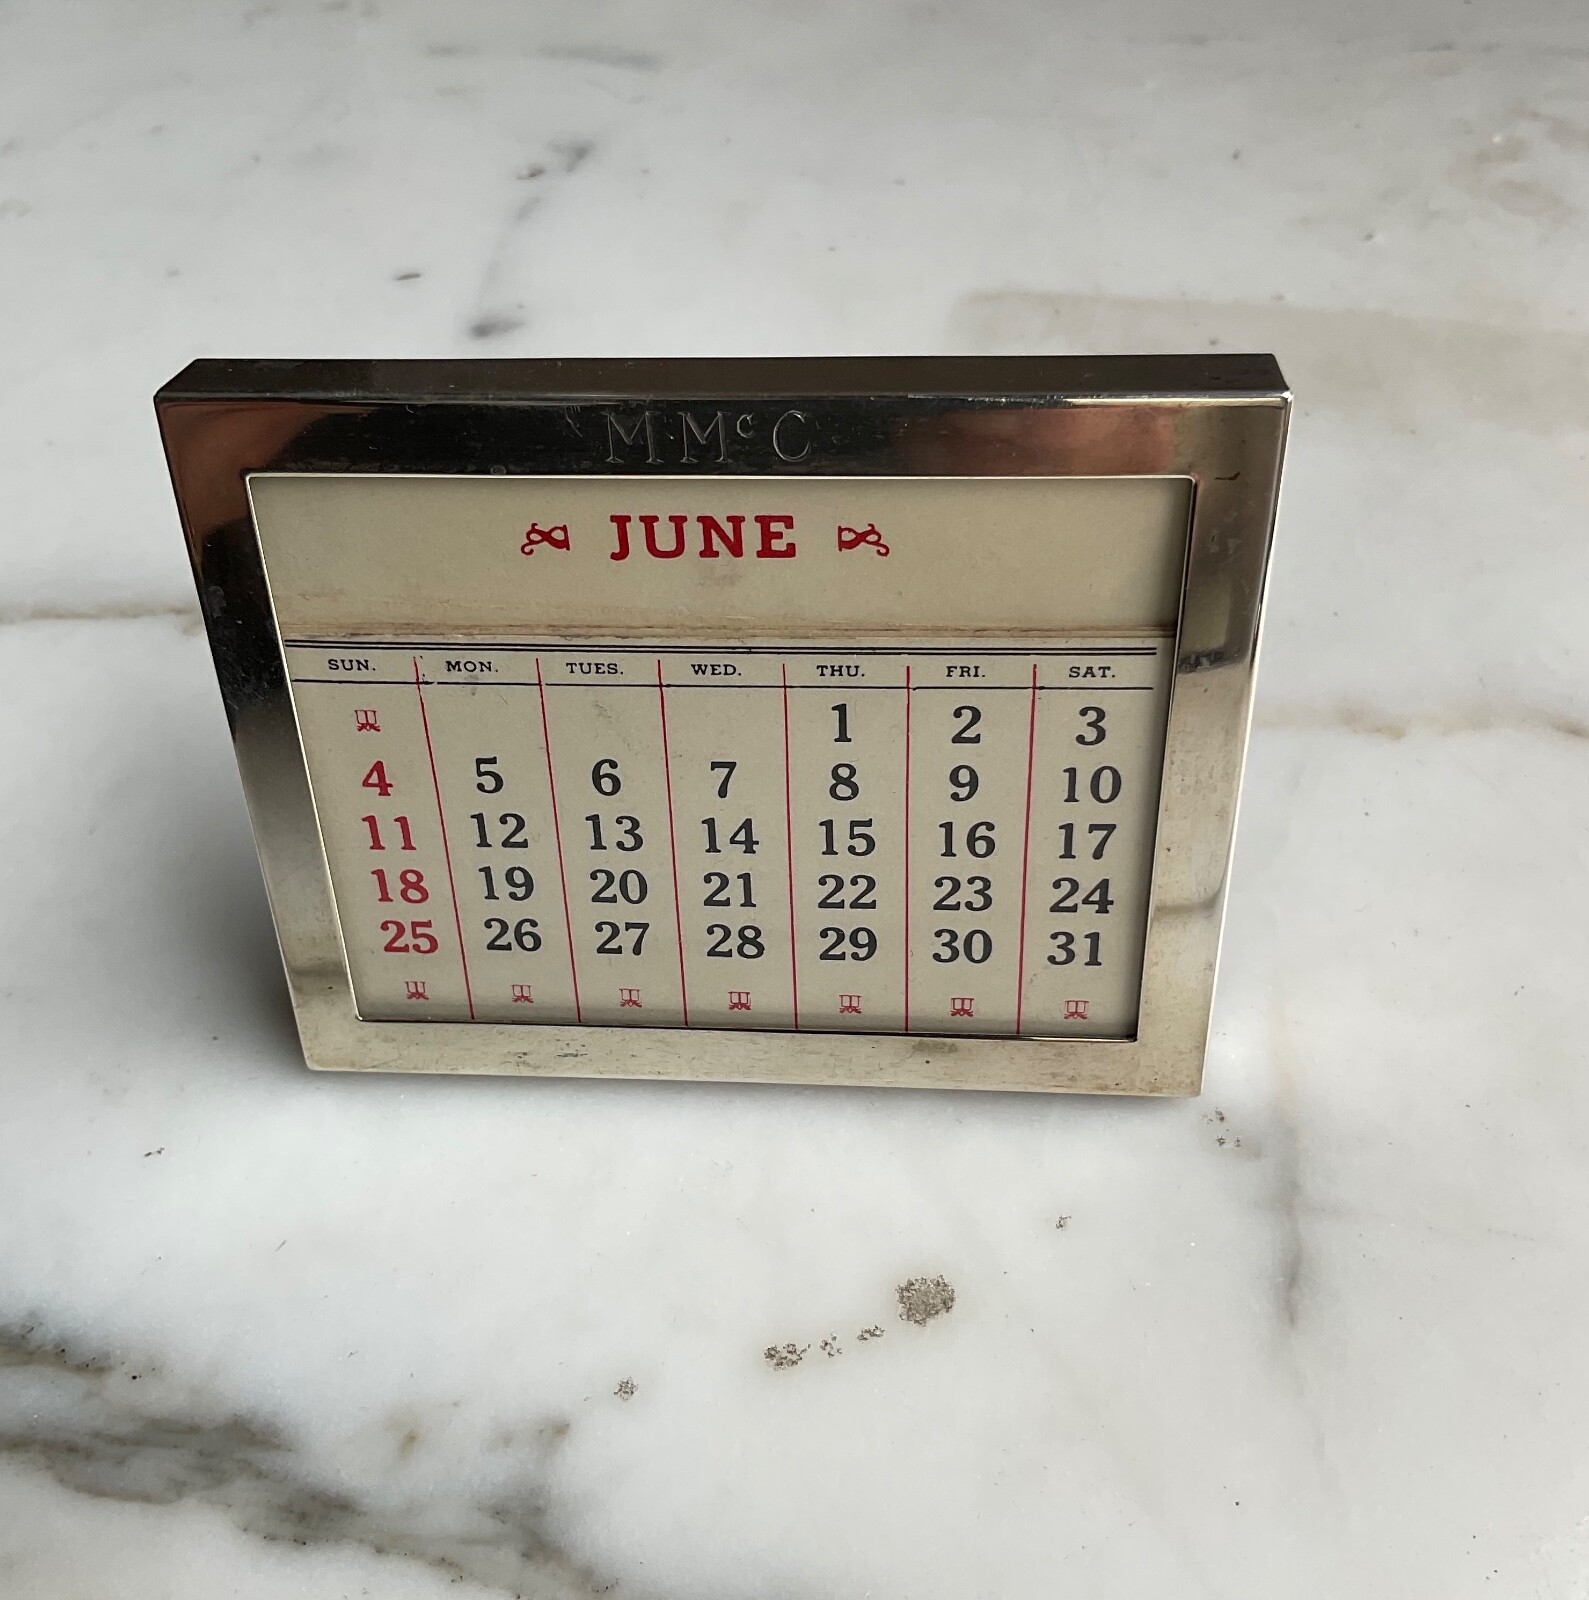 MMcC
JUNE
SUN. MON. TUES. WED. THU. FRI. SAT.
1 2 3
4 5 6 7 8 9 10
11 12 13 14 15 16 17
18 19 20 21 22 23 24
25 26 27 28 29 30 31